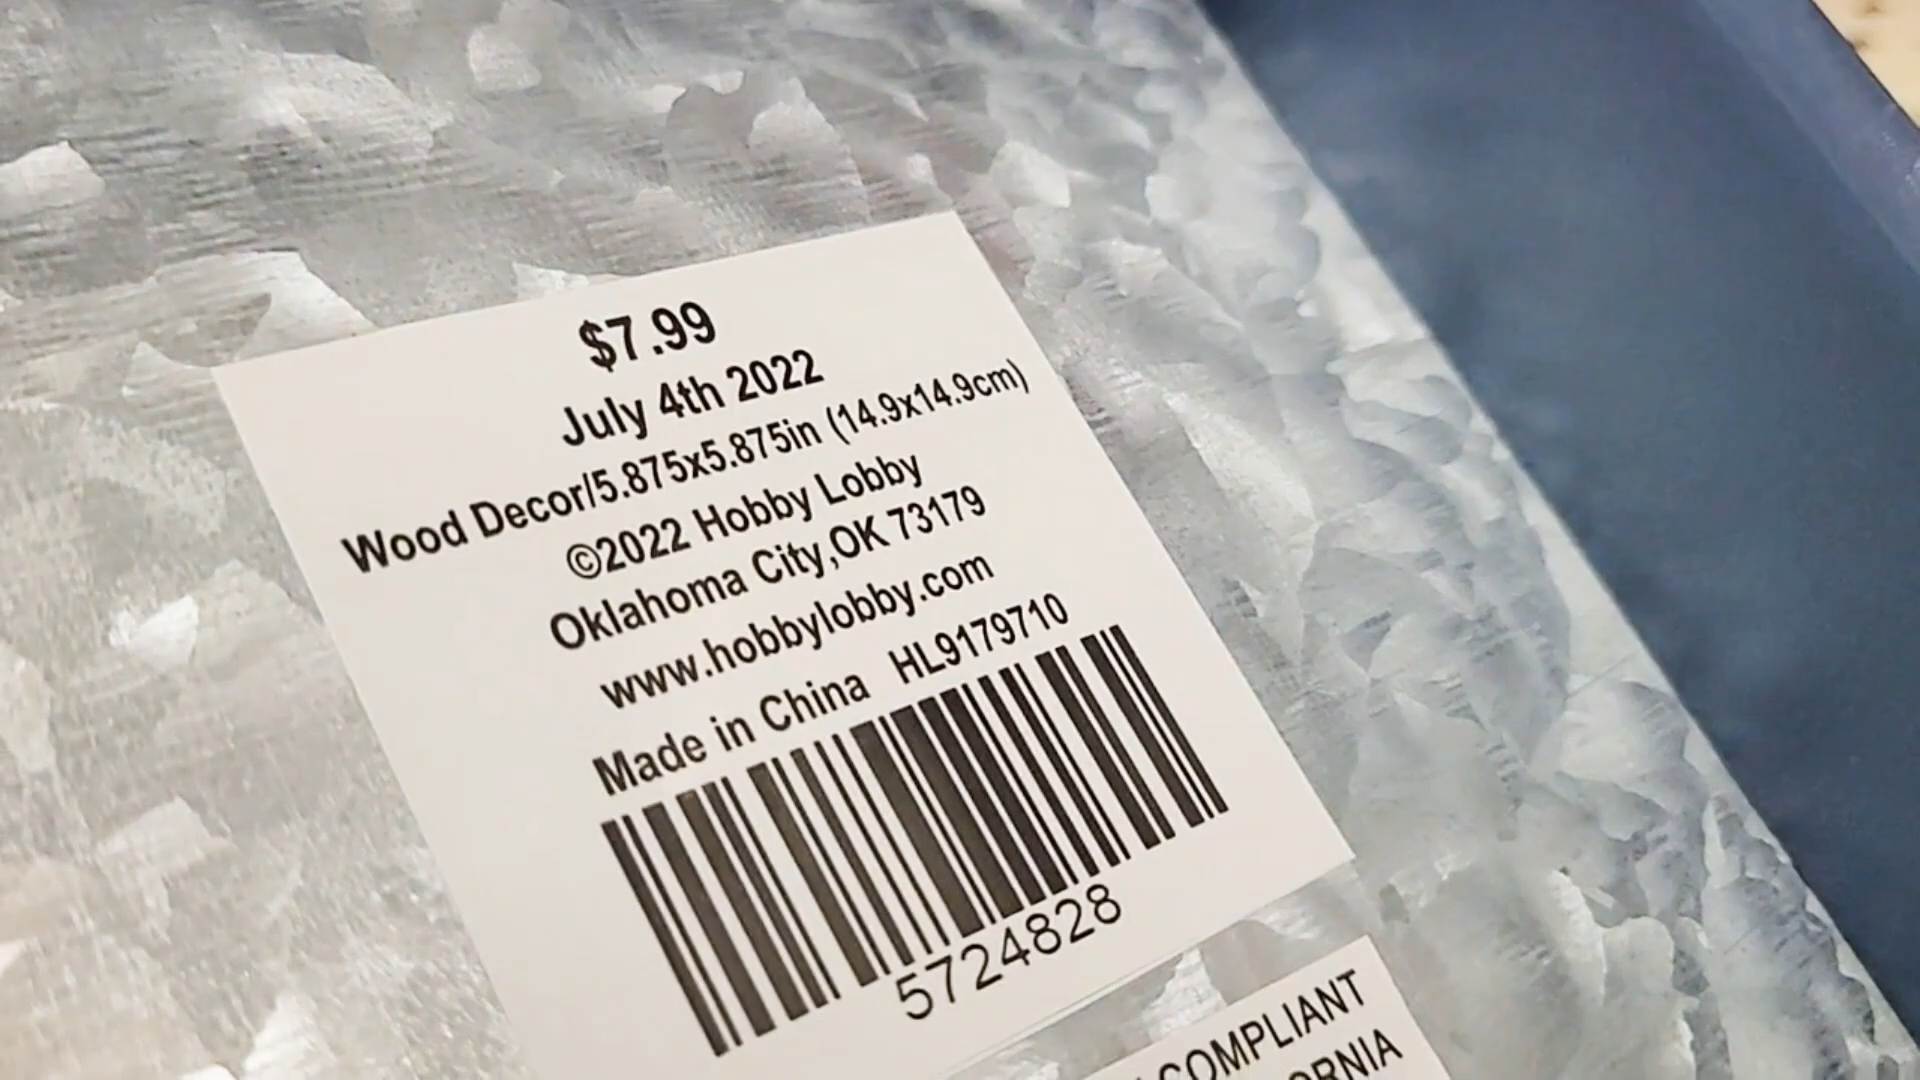 $7.99
July 4th 2022
Wood Decor/5.875x5.875in (14.9x14.9cm)
©2022 Hobby Lobby
Oklahoma City,OK 73179
www.hobbylobby.com
Made in China HL9179710
5724828
COMPLIANT